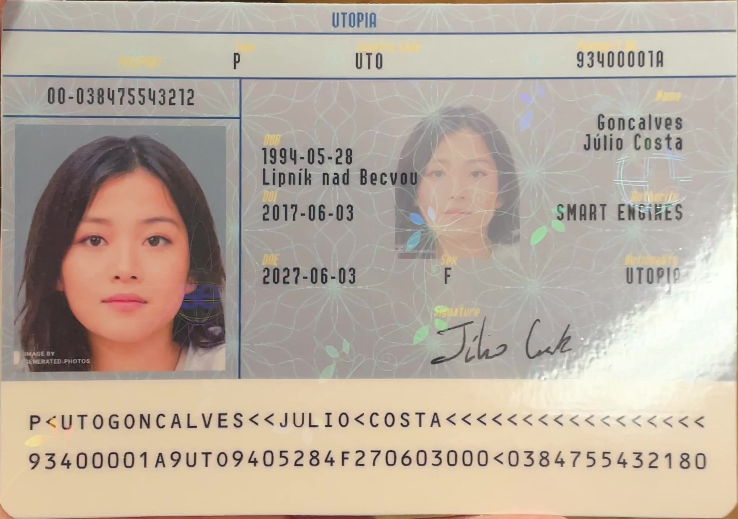 UTOPIA
P UTO 93400001A
00-038475543212
Name
Goncalves
Júlio Costa
DOB
1994-05-28
Lipník nad Becvou
DOI
2017-06-03
Authority
SMART ENGINES
DOE
2027-06-03
Sex
F
Nationality
UTOPIA
Signature
IMAGE BY
GENERATED.PHOTOS
P<UTOGONCALVES<<JULIO<COSTA<<<<<<<<<<<<<<<<<
93400001A9UTO9405284F270603000<0384755432180